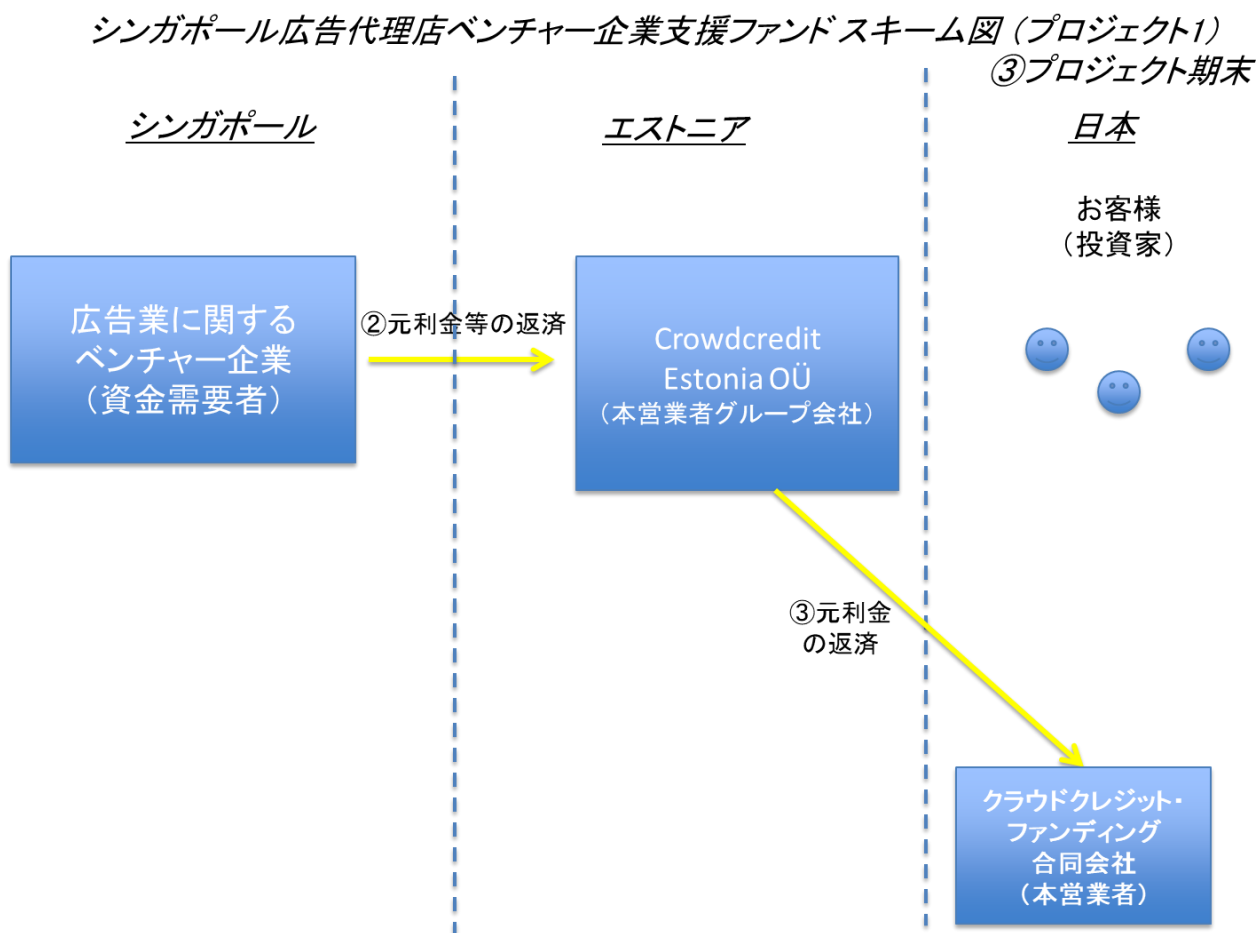 シンガポール広告代理店ベンチャー企業支援ファンド スキーム図 (プロジェクト1)
③プロジェクト期末
シンガポール
エストニア
日本
お客様
(投資家)
広告業に関する
ベンチャー企業
(資金需要者)
②元利金等の返済
Crowdcredit
Estonia OÜ
(本営業者グループ会社)
③元利金
の返済
クラウドクレジット・
ファンディング
合同会社
(本営業者)